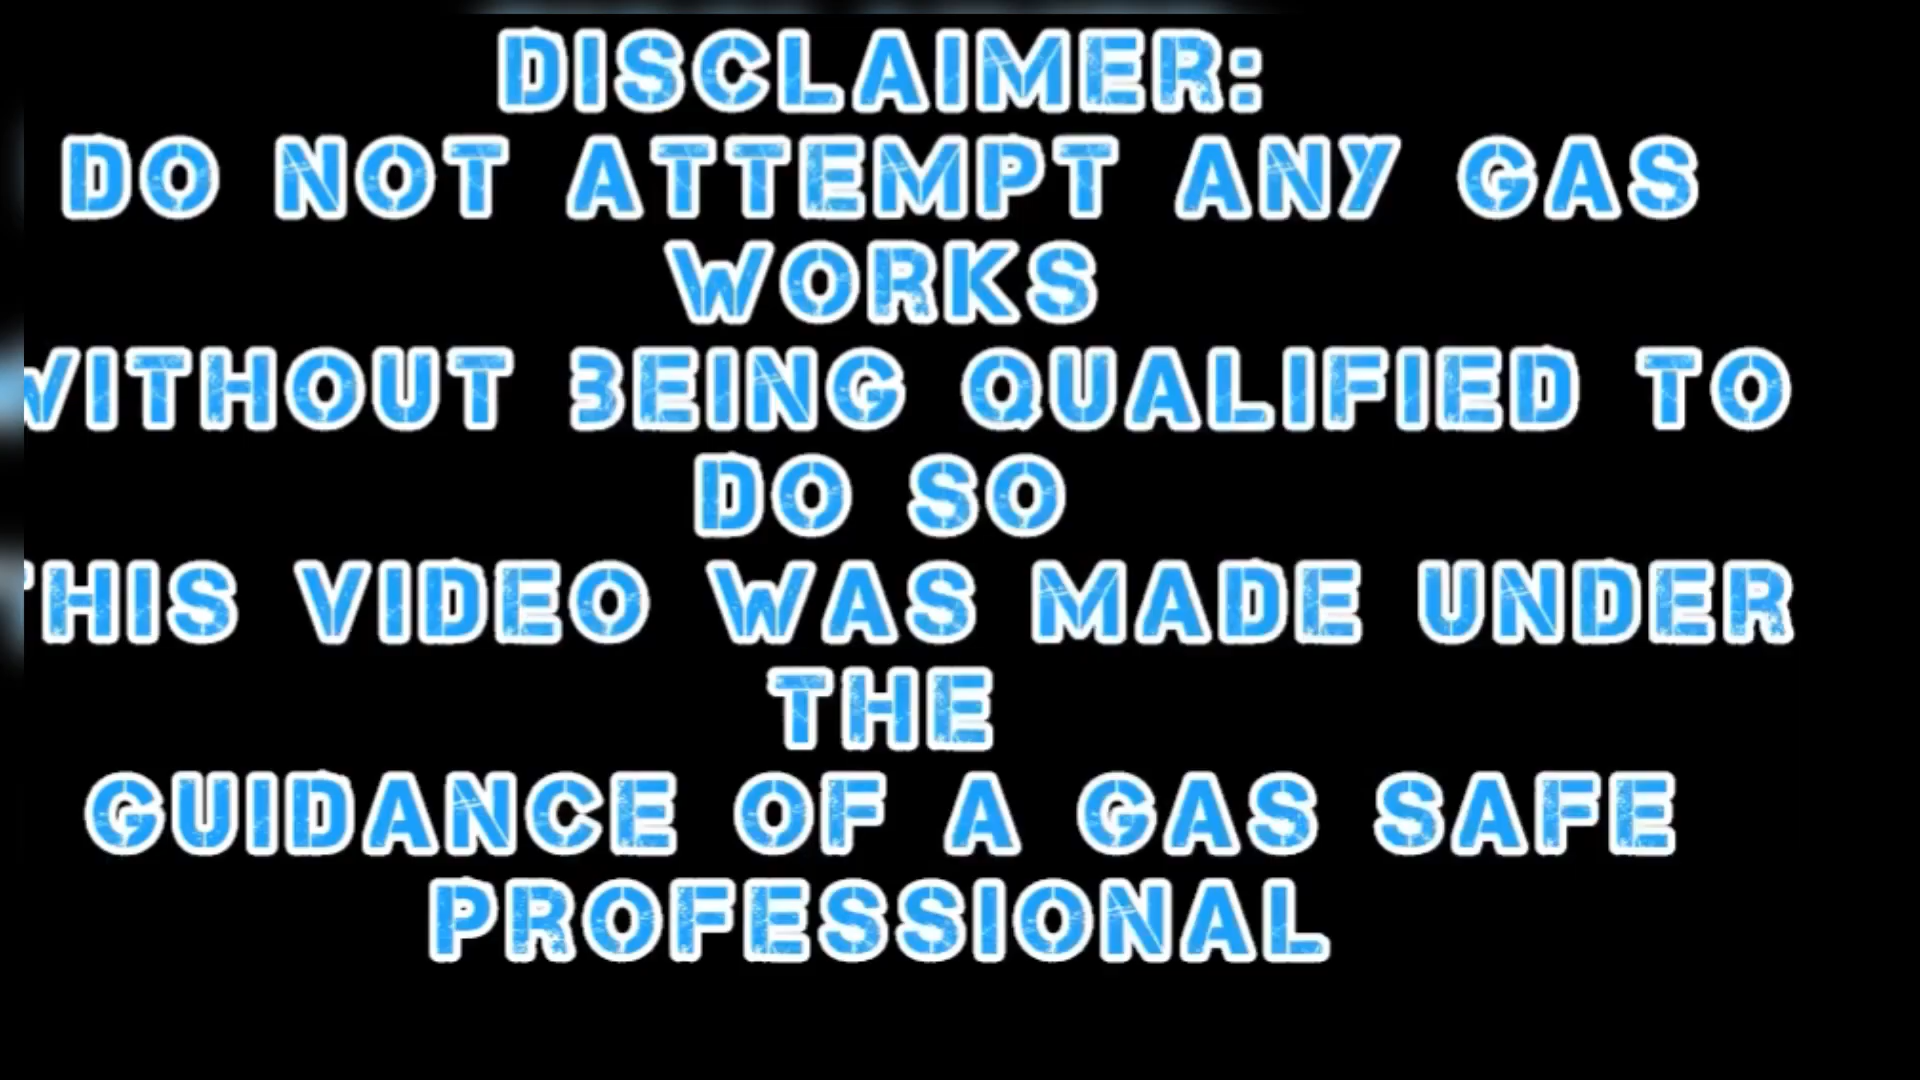 DISCLAIMER:
DO NOT ATTEMPT ANY GAS
WORKS
WITHOUT BEING QUALIFIED TO
DO SO
THIS VIDEO WAS MADE UNDER
THE
GUIDANCE OF A GAS SAFE
PROFESSIONAL